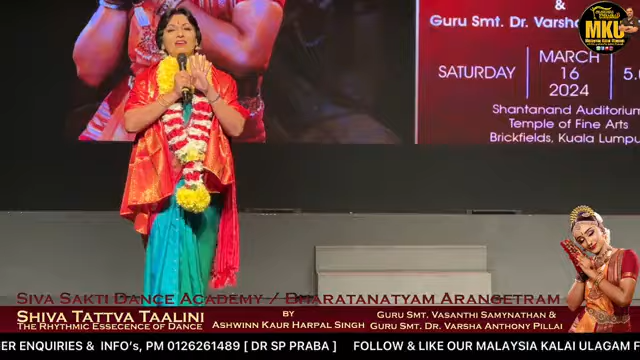 &
Guru Smt. Dr. Varsha
SATURDAY
MARCH
16
2024
5.
Shantanand Auditorium
Temple of Fine Arts
Brickfields, Kuala Lumpu
MKU
SIVA SAKTI DANCE ACADEMY / BHARATANATYAM ARANGETRAM
SHIVA TATTVA TAALINI
THE RHYTHMIC ESSECENCE OF DANCE
BY
ASHWINN KAUR HARPAL SINGH
GURU SMT. VASANTHI SAMYNATHAN &
GURU SMT. DR. VARSHA ANTHONY PILLAI
ER ENQUIRIES & INFO's, PM 0126261489 [ DR SP PRABA ] FOLLOW & LIKE OUR MALAYSIA KALAI ULAGAM F